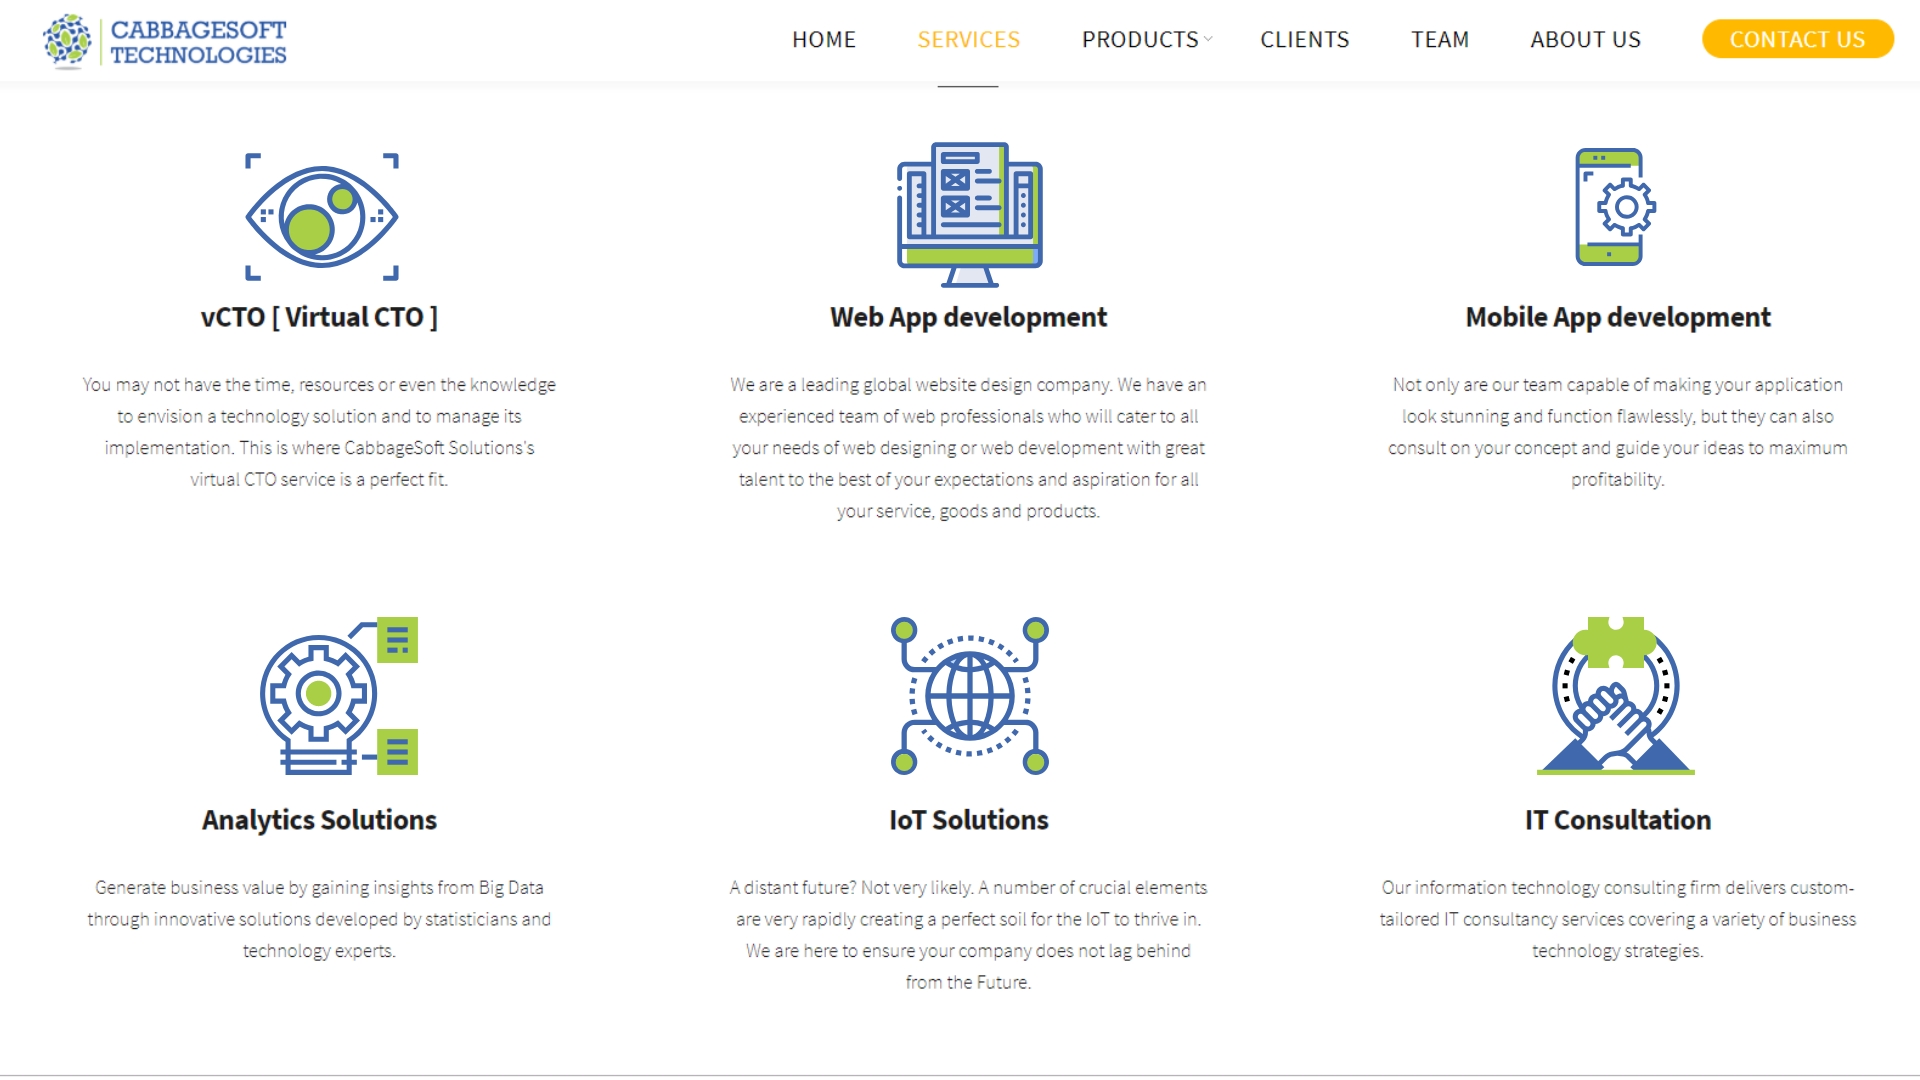 CABBAGESOFT
TECHNOLOGIES
HOME
SERVICES
PRODUCTS
CLIENTS
TEAM
ABOUT US
CONTACT US
vCTO [ Virtual CTO ]
You may not have the time, resources or even the knowledge
to envision a technology solution and to manage its
implementation. This is where CabbageSoft Solutions's
virtual CTO service is a perfect fit.
Web App development
We are a leading global website design company. We have an
experienced team of web professionals who will cater to all
your needs of web designing or web development with great
talent to the best of your expectations and aspiration for all
your service, goods and products.
Mobile App development
Not only are our team capable of making your application
look stunning and function flawlessly, but they can also
consult on your concept and guide your ideas to maximum
profitability.
Analytics Solutions
Generate business value by gaining insights from Big Data
through innovative solutions developed by statisticians and
technology experts.
IoT Solutions
A distant future? Not very likely. A number of crucial elements
are very rapidly creating a perfect soil for the IoT to thrive in.
We are here to ensure your company does not lag behind
from the Future.
IT Consultation
Our information technology consulting firm delivers custom-
tailored IT consultancy services covering a variety of business
technology strategies.